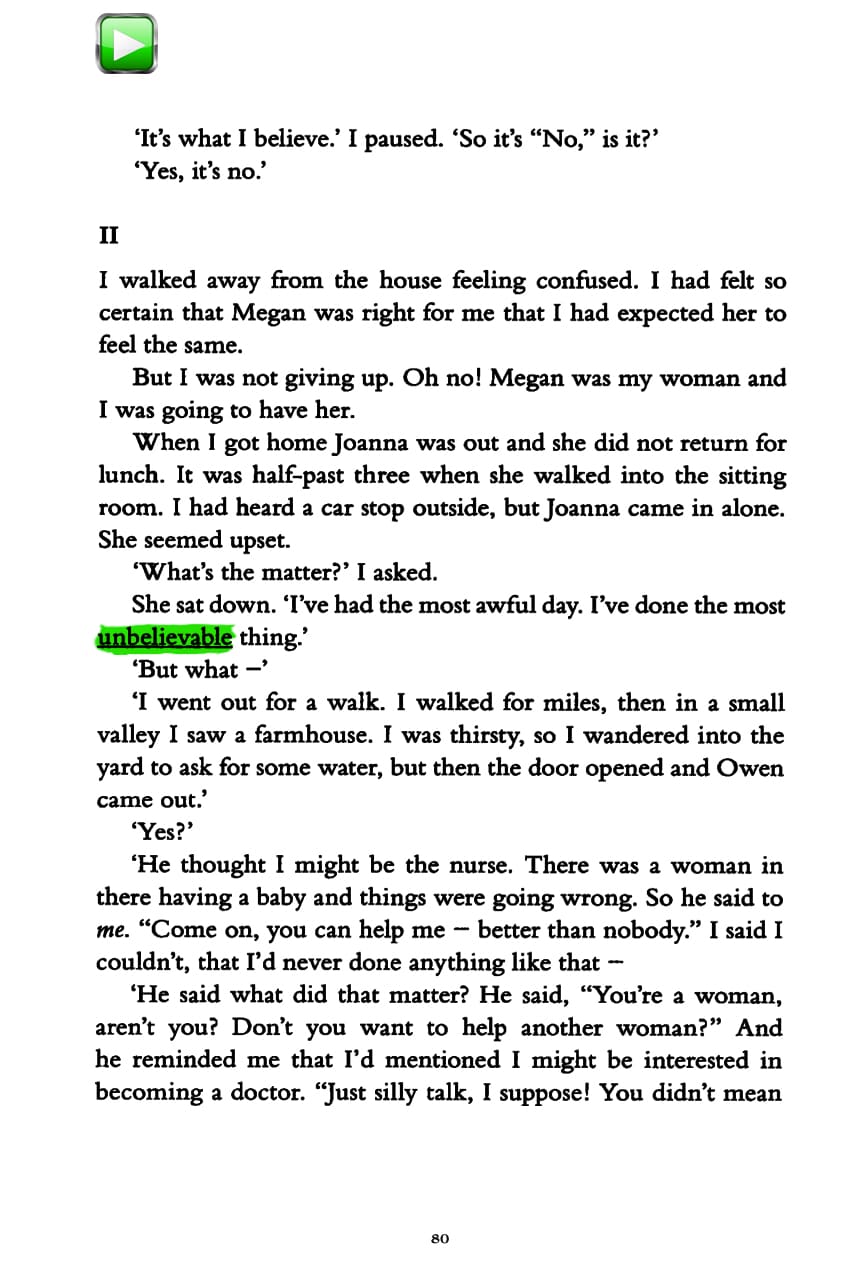 ‘It’s what I believe.’ I paused. ‘So it’s “No,” is it?’
‘Yes, it’s no.’
II
I walked away from the house feeling confused. I had felt so
certain that Megan was right for me that I had expected her to
feel the same.
But I was not giving up. Oh no! Megan was my woman and
I was going to have her.
When I got home Joanna was out and she did not return for
lunch. It was half-past three when she walked into the sitting
room. I had heard a car stop outside, but Joanna came in alone.
She seemed upset.
‘What’s the matter?’ I asked.
She sat down. ‘I’ve had the most awful day. I’ve done the most
unbelievable thing.’
‘But what –’
‘I went out for a walk. I walked for miles, then in a small
valley I saw a farmhouse. I was thirsty, so I wandered into the
yard to ask for some water, but then the door opened and Owen
came out.’
‘Yes?’
‘He thought I might be the nurse. There was a woman in
there having a baby and things were going wrong. So he said to
me. “Come on, you can help me – better than nobody.” I said I
couldn’t, that I’d never done anything like that –
‘He said what did that matter? He said, “You’re a woman,
aren’t you? Don’t you want to help another woman?” And
he reminded me that I’d mentioned I might be interested in
becoming a doctor. “Just silly talk, I suppose! You didn’t mean
80